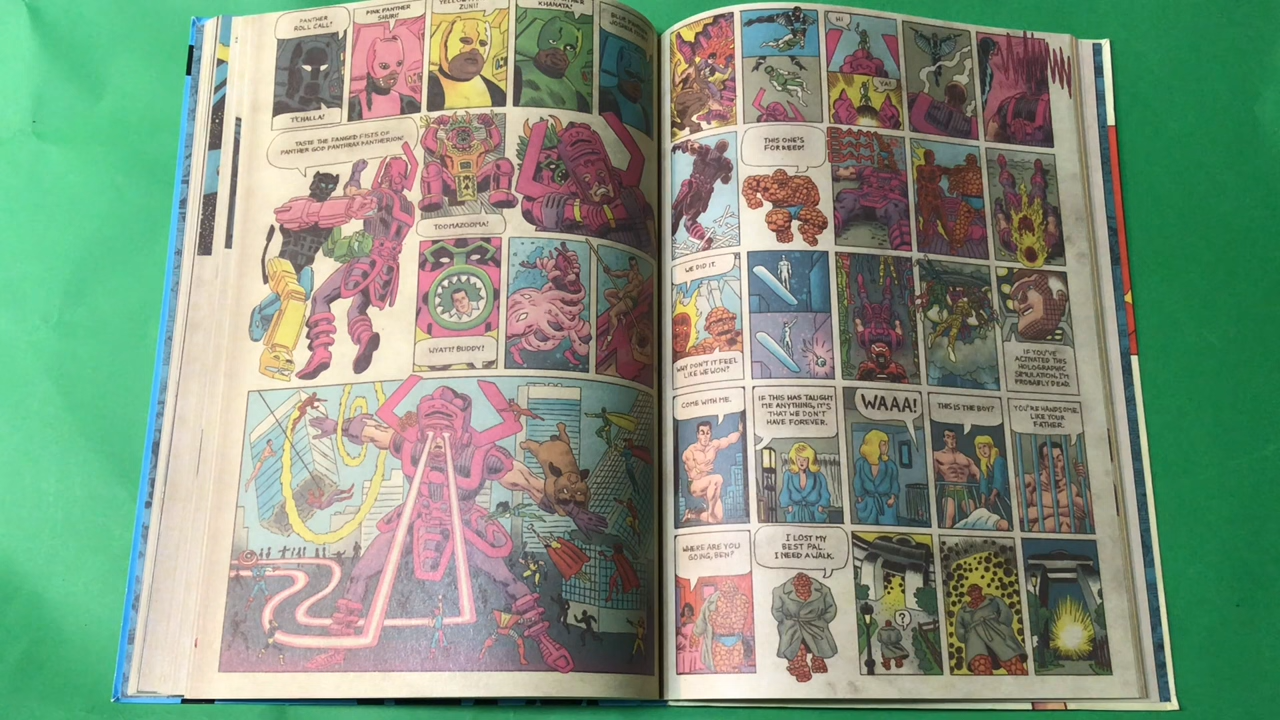 PANTHER
ROLL CALL!
T'CHALLA!
PINK PANTHER
SHURI!
ZUNI!
KHANATA!
TASTE THE FANGED FISTS OF
PANTHER GOD PANTHRAX PANTHERION!
TOOMAZOOMA!
WYATT! BUDDY!
HI
YA!
THIS ONE'S
FOR REED!
BAM
BAM
BAM
WE DID IT.
WHY DON'T IT FEEL
LIKE WE WON?
IF YOU'VE
ACTIVATED THIS
HOLOGRAPHIC
SIMULATION, I'M
PROBABLY DEAD.
COME WITH ME.
IF THIS HAS TAUGHT
ME ANYTHING, IT'S
THAT WE DON'T
HAVE FOREVER.
WAAA!
THIS IS THE BOY?
YOU'RE HANDSOME.
LIKE YOUR
FATHER.
WHERE ARE YOU
GOING, BEN?
I LOST MY
BEST PAL.
I NEED A WALK.
?